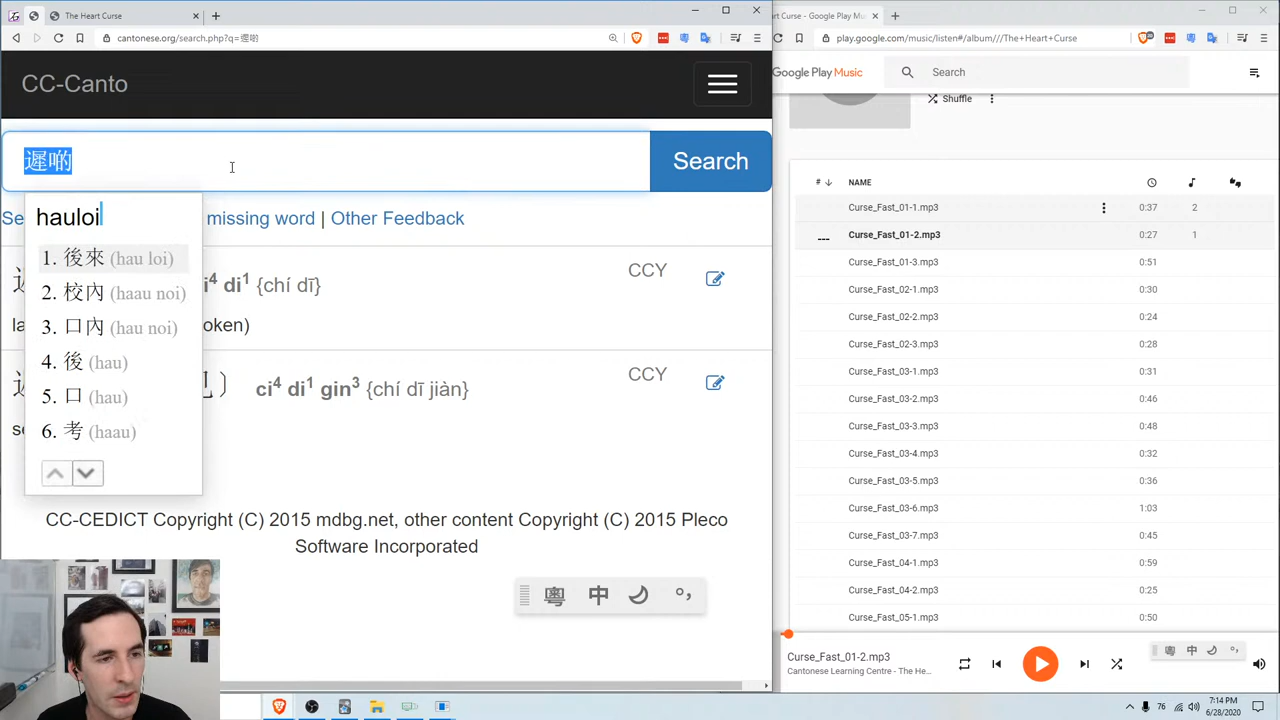 The Heart Curse
cantonese.org/search.php?q=遲啲
CC-Canto
遲啲
Search
hauloi
1. 後來 (hau loi)
2. 校內 (haau noi)
3. 口內 (hau noi)
4. 後 (hau)
5. 口 (hau)
6. 考 (haau)
missing word | Other Feedback
di1 {chí dī}
CCY
oken)
ci4 di1 gin3 {chí dī jiàn}
CCY
CC-CEDICT Copyright (C) 2015 mdbg.net, other content Copyright (C) 2015 Pleco
Software Incorporated
粵 中
rt Curse - Google Play Music
play.google.com/music/listen#/album///The+Heart+Curse
Google Play Music
Search
Shuffle
# NAME
Curse_Fast_01-1.mp3 0:37 2
Curse_Fast_01-2.mp3 0:27 1
Curse_Fast_01-3.mp3 0:51
Curse_Fast_02-1.mp3 0:30
Curse_Fast_02-2.mp3 0:24
Curse_Fast_02-3.mp3 0:28
Curse_Fast_03-1.mp3 0:31
Curse_Fast_03-2.mp3 0:46
Curse_Fast_03-3.mp3 0:48
Curse_Fast_03-4.mp3 0:32
Curse_Fast_03-5.mp3 0:36
Curse_Fast_03-6.mp3 1:03
Curse_Fast_03-7.mp3 0:45
Curse_Fast_04-1.mp3 0:59
Curse_Fast_04-2.mp3 0:25
Curse_Fast_05-1.mp3 0:50
Curse_Fast_01-2.mp3
Cantonese Learning Centre - The He...
粵 中
76
7:14 PM
6/28/2020